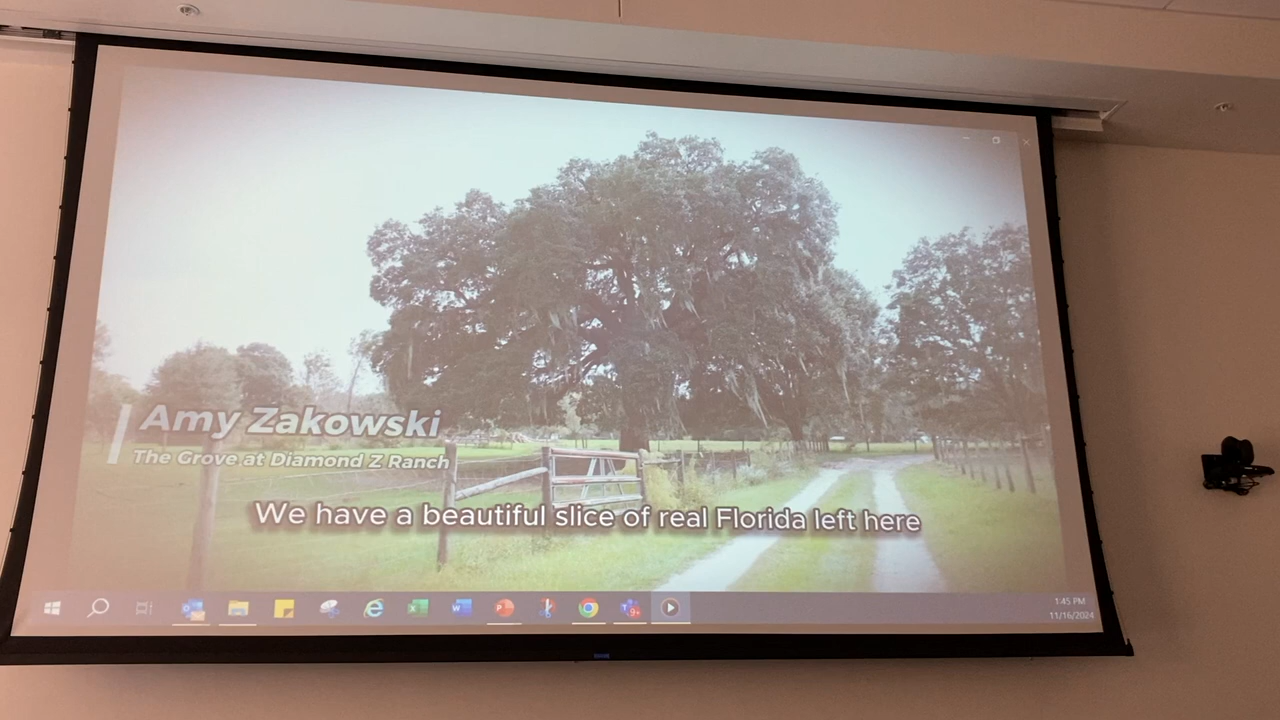 Amy Zakowski
The Grove at Diamond Z Ranch
We have a beautiful slice of real Florida left here
1:45 PM
11/16/2024